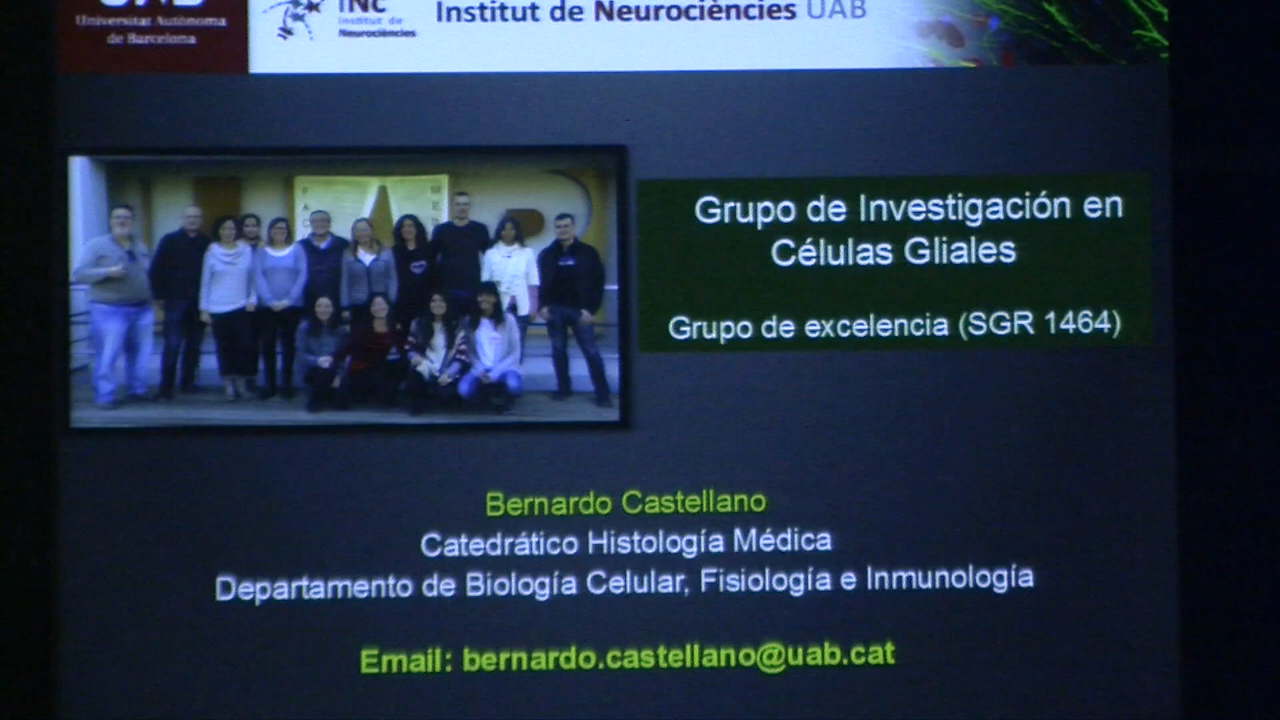 UAB
Universitat Autònoma
de Barcelona
INc
Institut de
Neurociències
Institut de Neurociències UAB
Grupo de Investigación en
Células Gliales
Grupo de excelencia (SGR 1464)
Bernardo Castellano
Catedrático Histología Médica
Departamento de Biología Celular, Fisiología e Inmunología
Email: bernardo.castellano@uab.cat